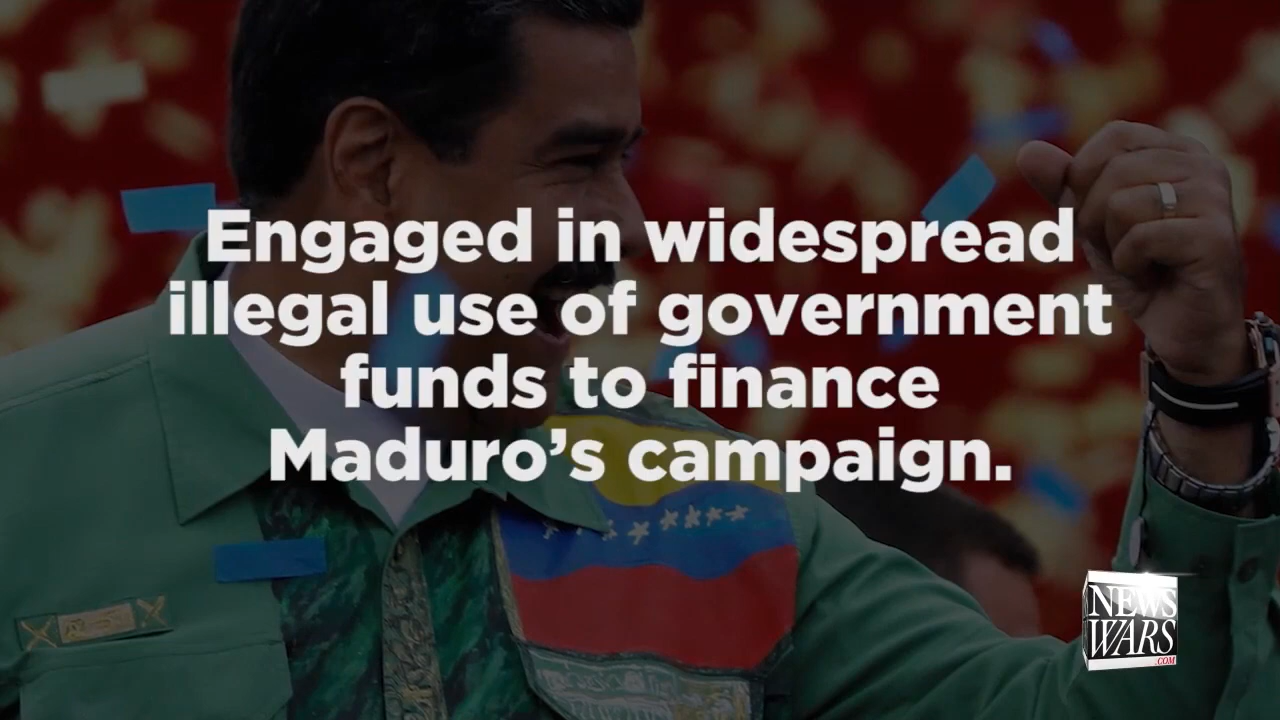 Engaged in widespread
illegal use of government
funds to finance
Maduro’s campaign.
NEWS
WARS
.COM